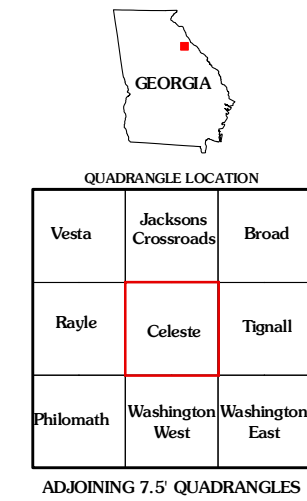 GEORGIA
QUADRANGLE LOCATION
Vesta
Jacksons
Crossroads
Broad
Rayle
Celeste
Tignall
Philomath
Washington
West
Washington
East
ADJOINING 7.5' QUADRANGLES